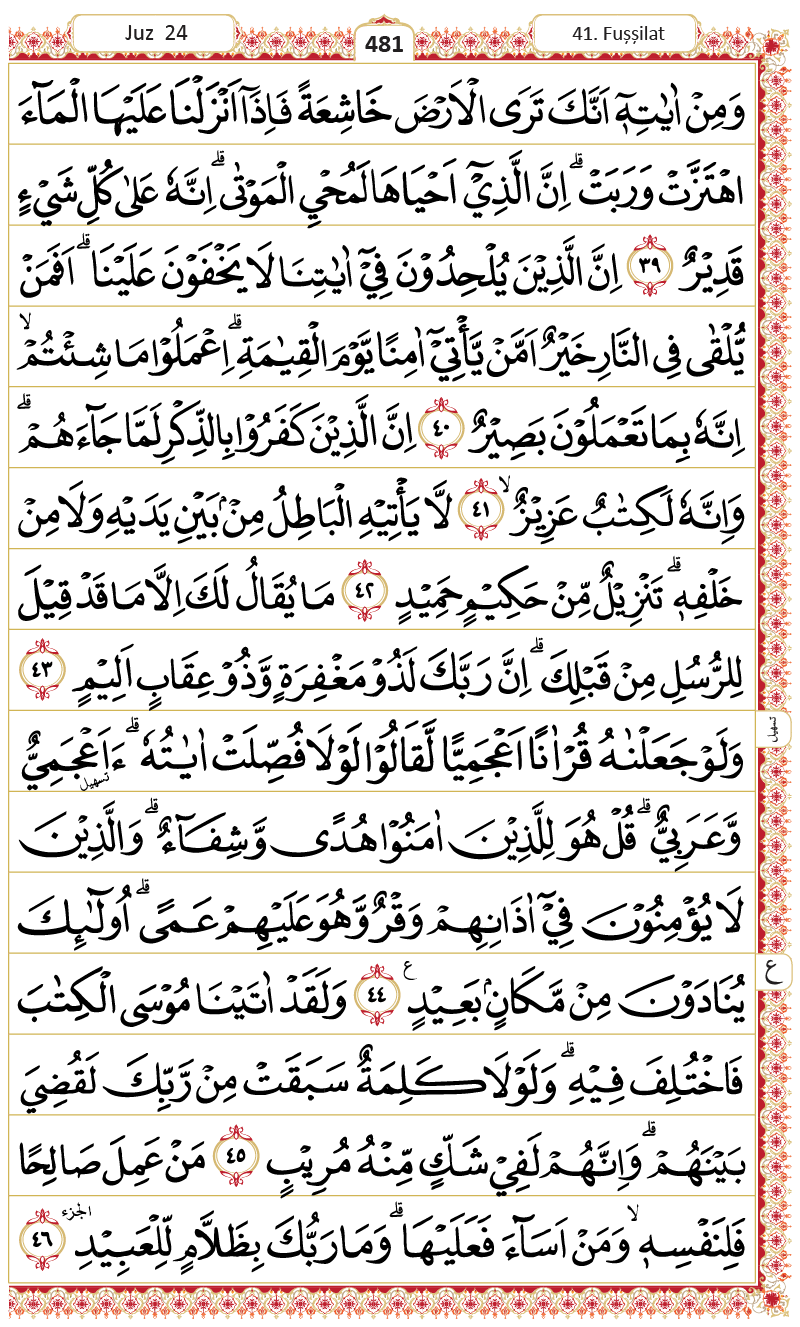 Juz 24
481
41. Fuṣṣilat
وَمِنْ اٰيٰتِهٖٓ اَنَّكَ تَرَى الْاَرْضَ خَاشِعَةً فَاِذَآ اَنْزَلْنَا عَلَيْهَا الْمَآءَ
اهْتَزَّتْ وَرَبَتْ ۗ اِنَّ الَّذِيْٓ اَحْيَاهَا لَمُحْيِ الْمَوْتٰى ۗ اِنَّهٗ عَلٰى كُلِّ شَيْءٍ
قَدِيْرٌ ٣٩ اِنَّ الَّذِيْنَ يُلْحِدُوْنَ فِيْٓ اٰيٰتِنَا لَا يَخْفَوْنَ عَلَيْنَا ۗ اَفَمَنْ
يُّلْقٰى فِى النَّارِ خَيْرٌ اَمَّنْ يَّأْتِيْٓ اٰمِنًا يَّوْمَ الْقِيٰمَةِ ۗ اِعْمَلُوْا مَا شِئْتُمْ ۙ
اِنَّهٗ بِمَا تَعْمَلُوْنَ بَصِيْرٌ ٤٠ اِنَّ الَّذِيْنَ كَفَرُوْا بِالذِّكْرِ لَمَّا جَآءَهُمْ ۗ
وَاِنَّهٗ لَكِتٰبٌ عَزِيْزٌ ۙ ٤١ لَّا يَأْتِيْهِ الْبَاطِلُ مِنْۢ بَيْنِ يَدَيْهِ وَلَا مِنْ
خَلْفِهٖ ۗ تَنْزِيْلٌ مِّنْ حَكِيْمٍ حَمِيْدٍ ٤٢ مَا يُقَالُ لَكَ اِلَّا مَا قَدْ قِيْلَ
لِلرُّسُلِ مِنْ قَبْلِكَ ۗ اِنَّ رَبَّكَ لَذُوْ مَغْفِرَةٍ وَّذُوْ عِقَابٍ اَلِيْمٍ ٤٣
وَلَوْ جَعَلْنٰهُ قُرْاٰنًا اَعْجَمِيًّا لَّقَالُوْا لَوْلَا فُصِّلَتْ اٰيٰتُهٗ ۗ ءَاَعْجَمِيٌّ
تسهيل
تسهيل
وَّعَرَبِيٌّ ۗ قُلْ هُوَ لِلَّذِيْنَ اٰمَنُوْا هُدًى وَّشِفَآءٌ ۗ وَالَّذِيْنَ
لَا يُؤْمِنُوْنَ فِيْٓ اٰذَانِهِمْ وَقْرٌ وَّهُوَ عَلَيْهِمْ عَمًى ۗ اُولٰۤىِٕكَ
يُنَادَوْنَ مِنْ مَّكَانٍۢ بَعِيْدٍ ࣖ ٤٤ وَلَقَدْ اٰتَيْنَا مُوْسَى الْكِتٰبَ
ع
فَاخْتُلِفَ فِيْهِ ۗ وَلَوْلَا كَلِمَةٌ سَبَقَتْ مِنْ رَّبِّكَ لَقُضِيَ
بَيْنَهُمْ ۗ وَاِنَّهُمْ لَفِيْ شَكٍّ مِّنْهُ مُرِيْبٍ ٤٥ مَنْ عَمِلَ صَالِحًا
فَلِنَفْسِهٖ ۙ وَمَنْ اَسَآءَ فَعَلَيْهَا ۗ وَمَا رَبُّكَ بِظَلَّامٍ لِّلْعَبِيْدِ الجزء ٤٦